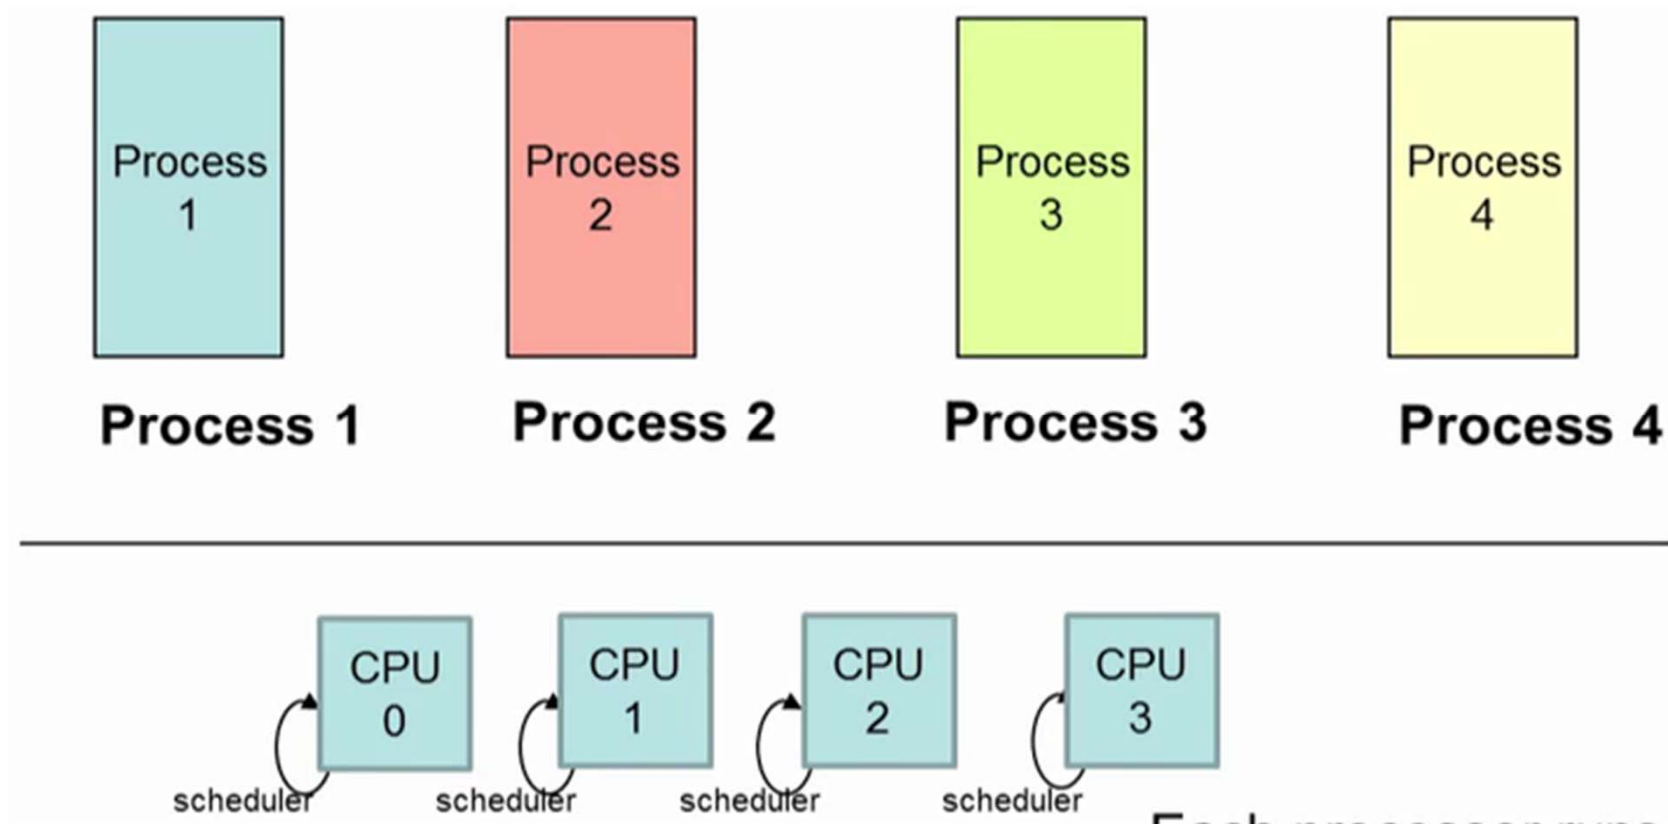 Process
1
Process
2
Process
3
Process
4
Process 1
Process 2
Process 3
Process 4
CPU
0
CPU
1
CPU
2
CPU
3
scheduler
scheduler
scheduler
scheduler